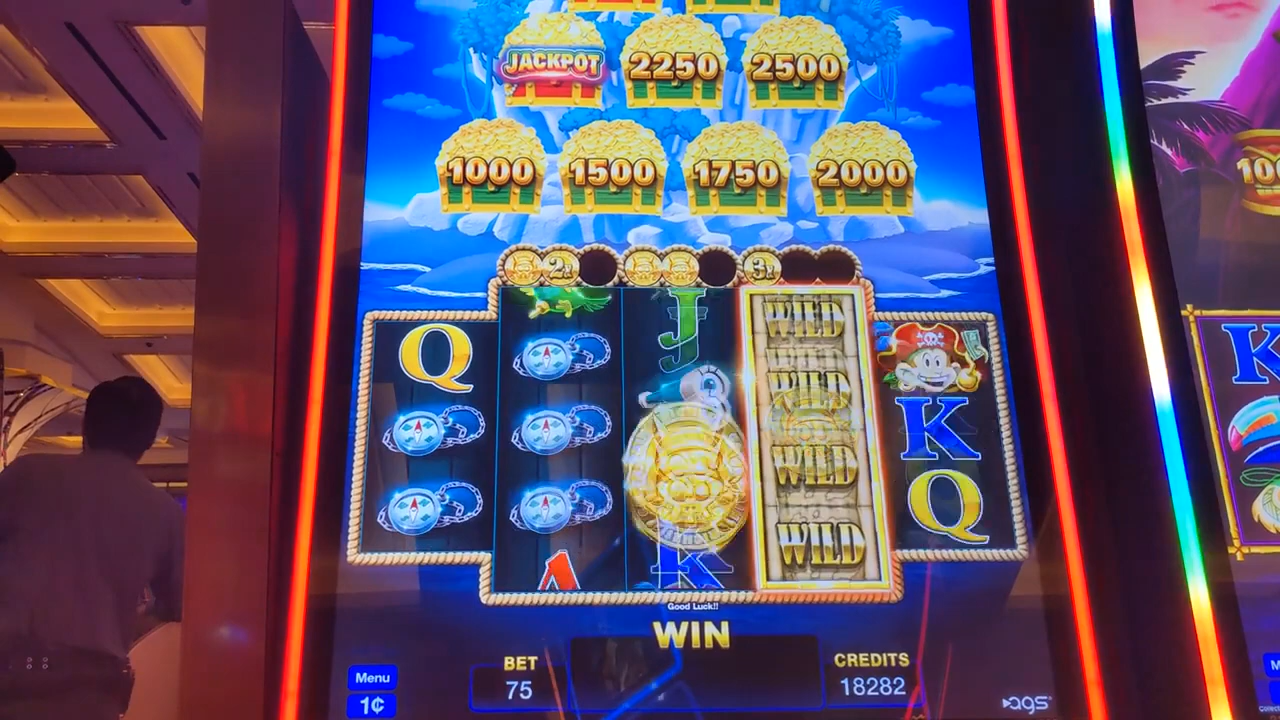 JACKPOT 2250 2500
1000 1500 1750 2000
2x 3x
Q J WILD
WILD
K
WILD
Q
K WILD
Good Luck!!
WIN
BET
75
CREDITS
18282
Menu
1¢
AGS
100
K
M